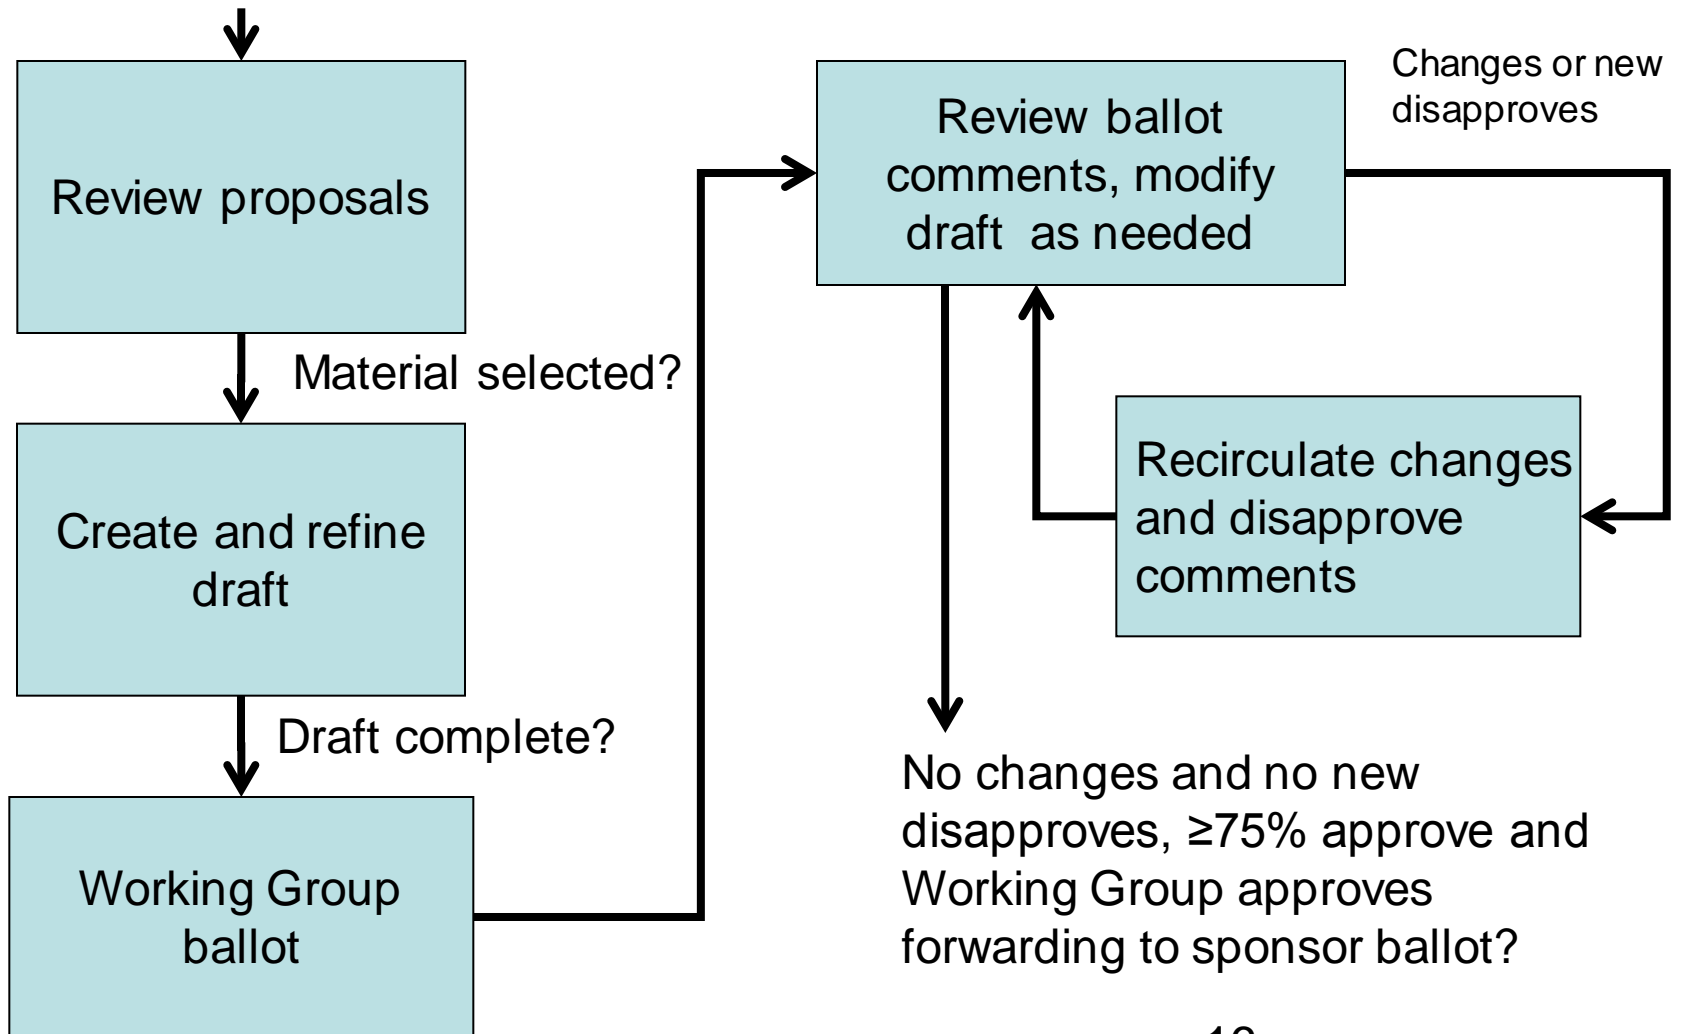 Review proposals
Material selected?
Create and refine
draft
Draft complete?
Working Group
ballot
Review ballot
comments, modify
draft as needed
Changes or new
disapproves
Recirculate changes
and disapprove
comments
No changes and no new
disapproves, ≥75% approve and
Working Group approves
forwarding to sponsor ballot?